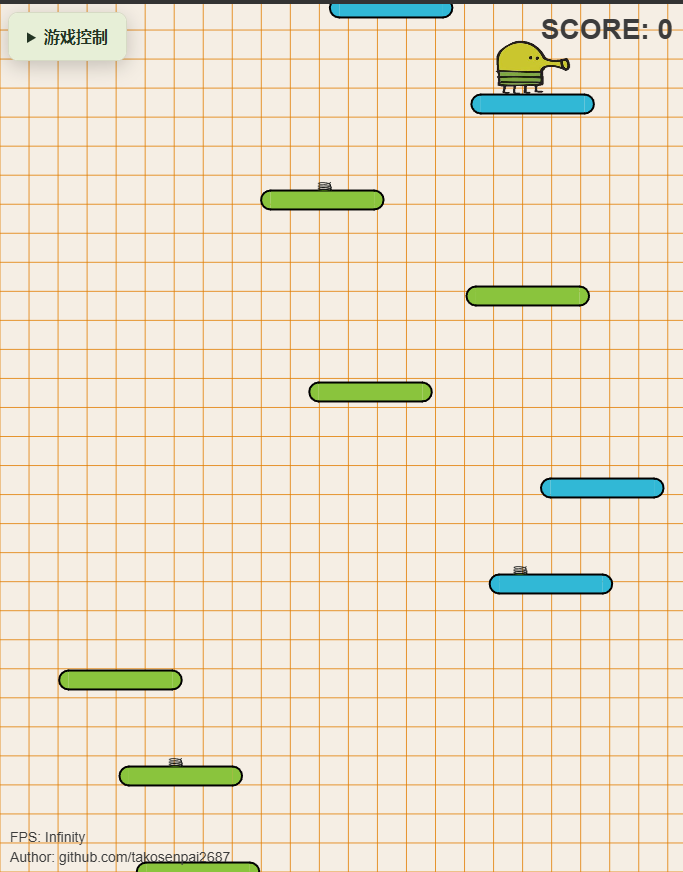 游戏控制
SCORE: 0
FPS: Infinity
Author: github.com/takosenpai2687